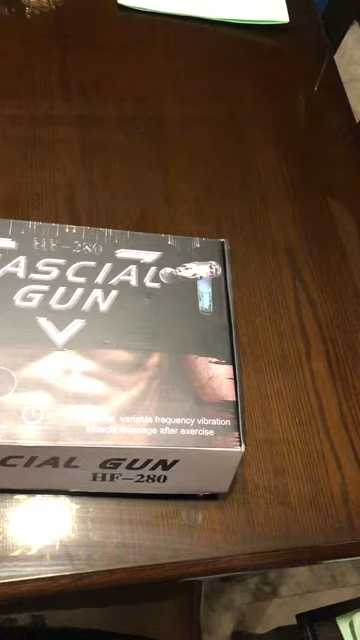 HF-280
ASCIAL
GUN
variable frequency vibration
Muscle massage after exercise
CIAL GUN
HF-280